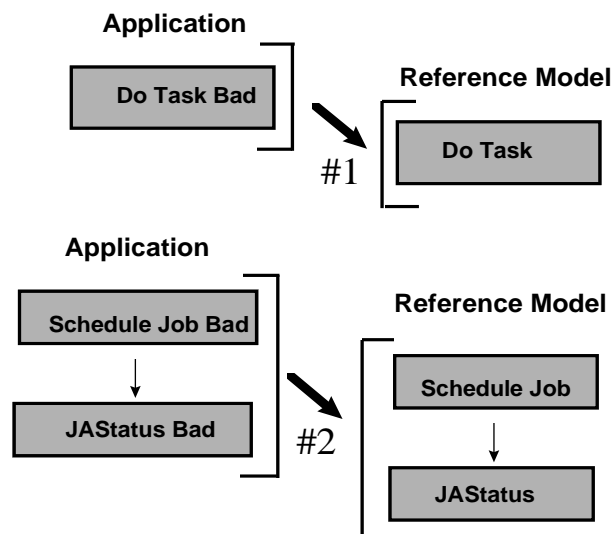 Application
Do Task Bad
Reference Model
Do Task
#1
Application
Schedule Job Bad
JAStatus Bad
Reference Model
Schedule Job
JAStatus
#2